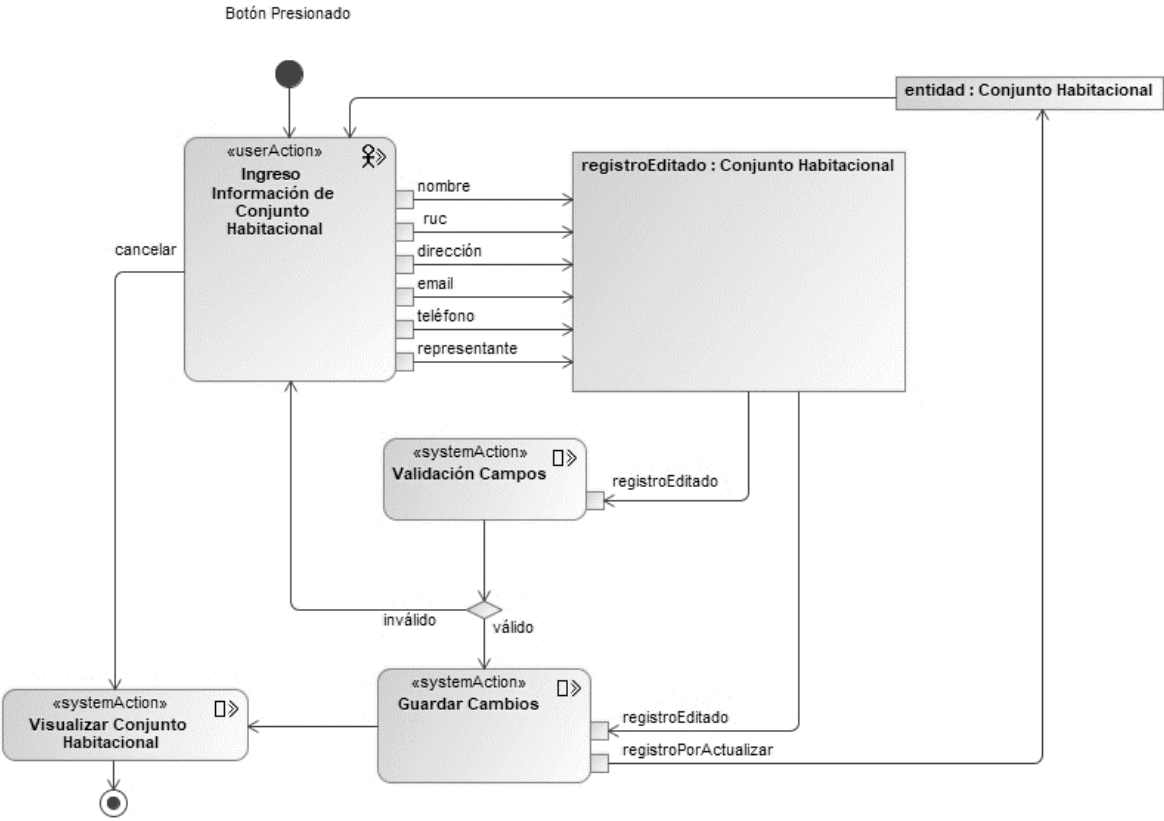 Botón Presionado
entidad : Conjunto Habitacional
«userAction»
Ingreso
Información de
Conjunto
Habitacional
registroEditado : Conjunto Habitacional
nombre
ruc
dirección
email
teléfono
representante
cancelar
«systemAction»
Validación Campos
registroEditado
inválido
válido
«systemAction»
Guardar Cambios
registroEditado
registroPorActualizar
«systemAction»
Visualizar Conjunto
Habitacional